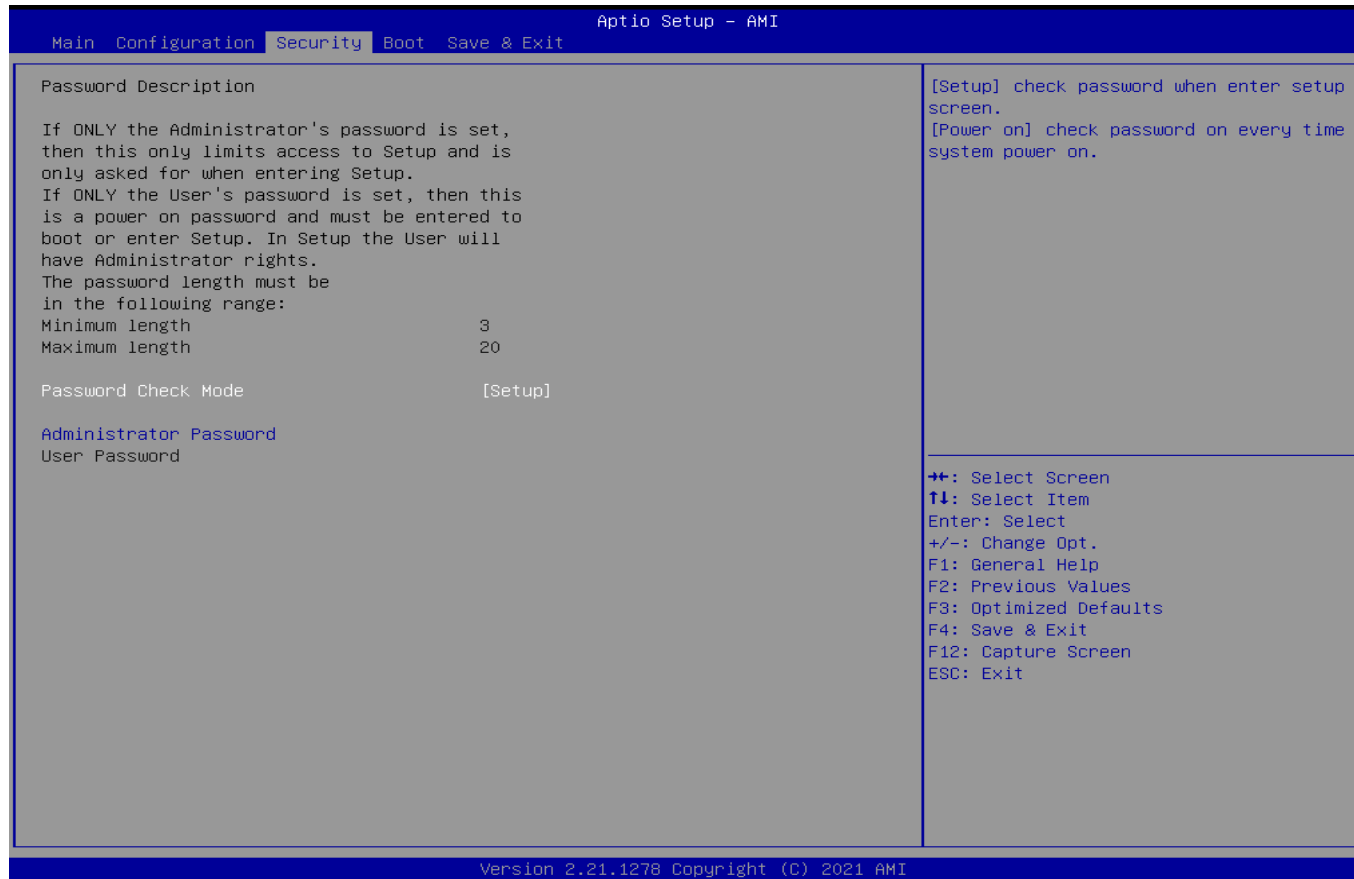 Aptio Setup – AMI
Main Configuration Security Boot Save & Exit
Password Description
If ONLY the Administrator's password is set,
then this only limits access to Setup and is
only asked for when entering Setup.
If ONLY the User's password is set, then this
is a power on password and must be entered to
boot or enter Setup. In Setup the User will
have Administrator rights.
The password length must be
in the following range:
Minimum length 3
Maximum length 20
Password Check Mode [Setup]
Administrator Password
User Password
[Setup] check password when enter setup
screen.
[Power on] check password on every time
system power on.
→←: Select Screen
↑↓: Select Item
Enter: Select
+/-: Change Opt.
F1: General Help
F2: Previous Values
F3: Optimized Defaults
F4: Save & Exit
F12: Capture Screen
ESC: Exit
Version 2.21.1278 Copyright (C) 2021 AMI